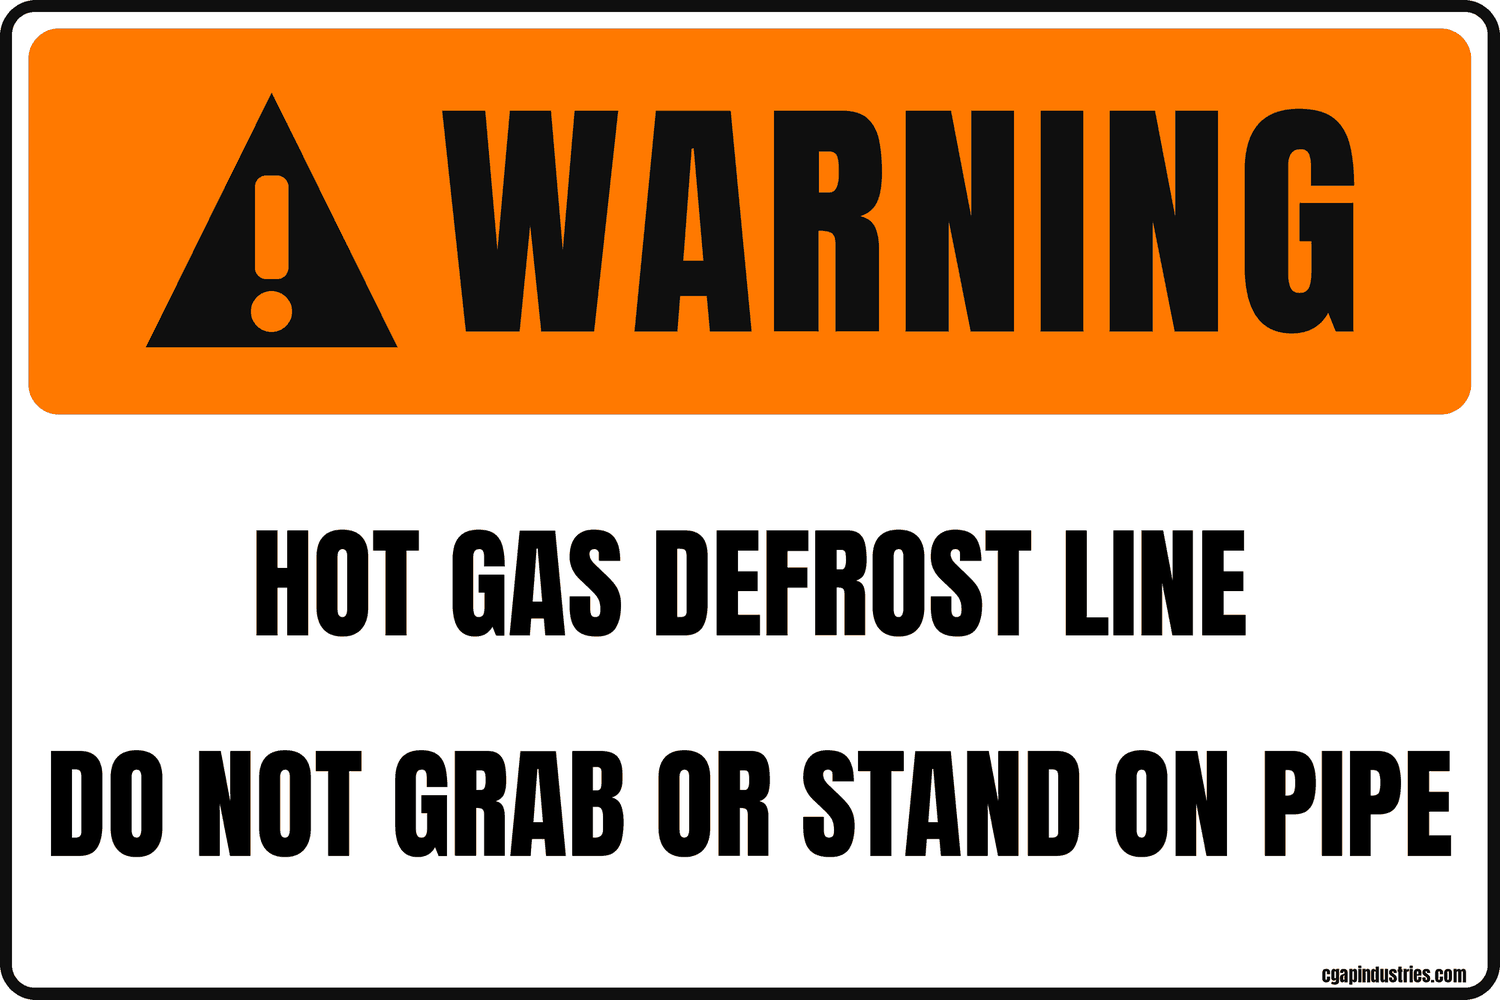 WARNING
HOT GAS DEFROST LINE
DO NOT GRAB OR STAND ON PIPE
cgapindustries.com